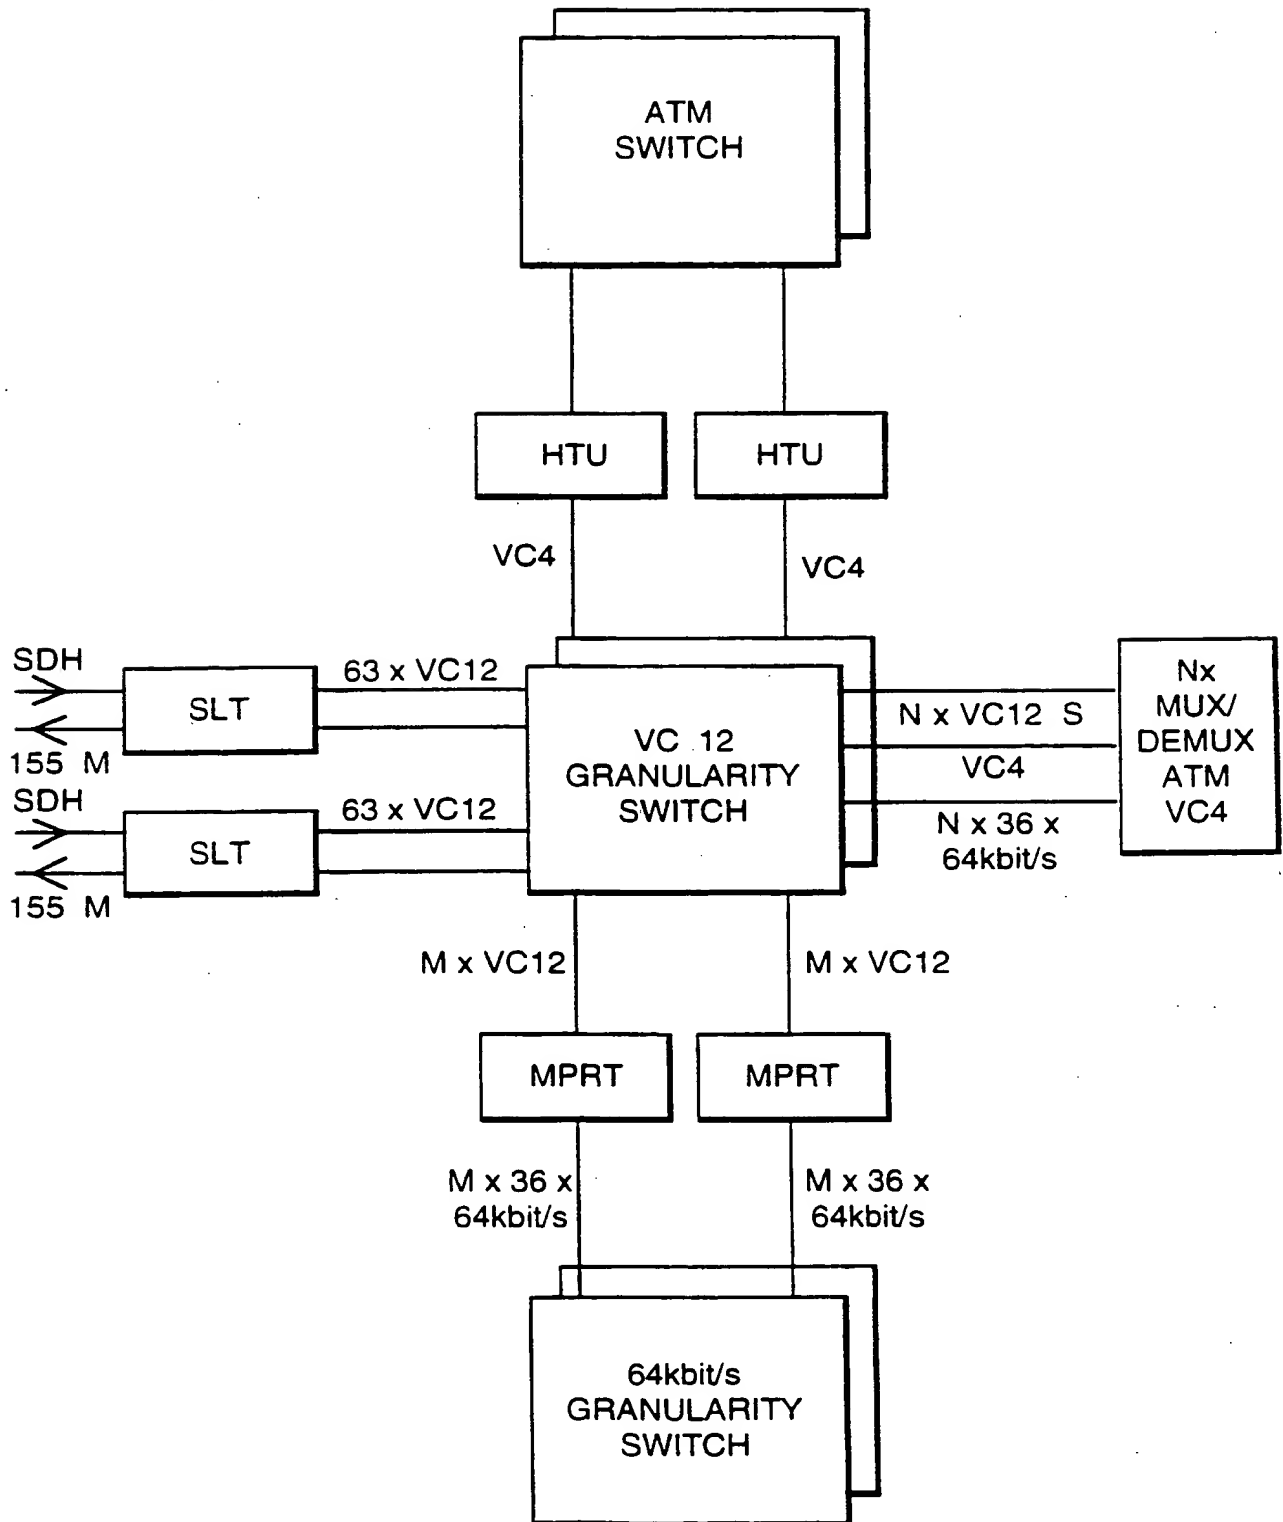 ATM
SWITCH
HTU
HTU
VC4
VC4
SDH
155 M
SLT
63 x VC12
SDH
155 M
SLT
63 x VC12
VC 12
GRANULARITY
SWITCH
N x VC12 S
VC4
N x 36 x
64kbit/s
Nx
MUX/
DEMUX
ATM
VC4
M x VC12
M x VC12
MPRT
MPRT
M x 36 x
64kbit/s
M x 36 x
64kbit/s
64kbit/s
GRANULARITY
SWITCH